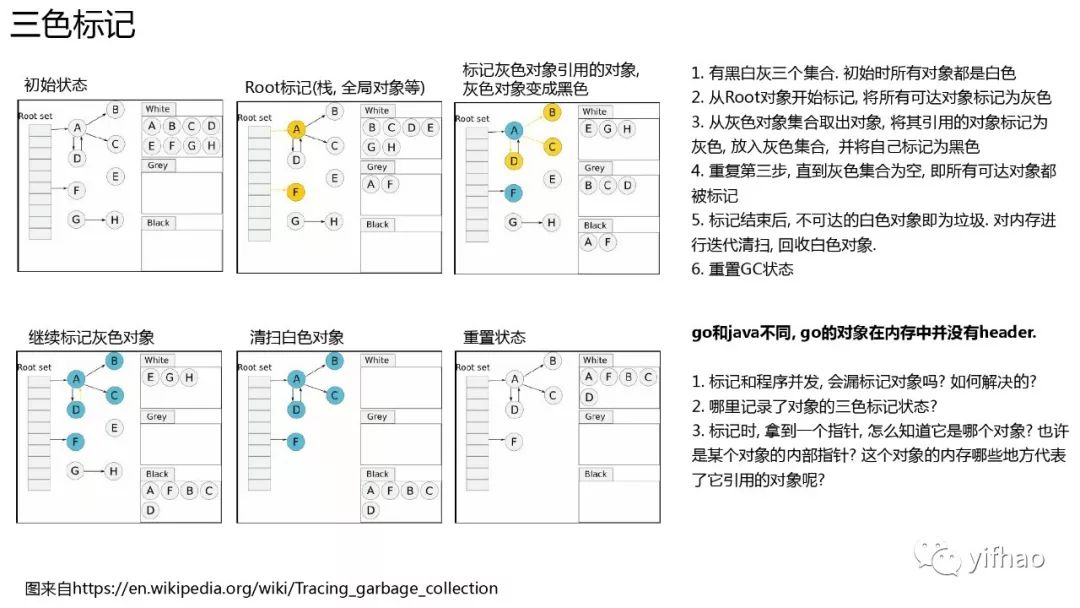 三色标记
初始状态
Root set
A
B
C
D
E
F
G
H
White
A B C D
E F G H
Grey
Black
Root标记(栈, 全局对象等)
Root set
A
B
C
D
E
F
G
H
White
B C D E
G H
Grey
A F
Black
标记灰色对象引用的对象,
灰色对象变成黑色
Root set
A
B
C
D
E
F
G
H
White
E G H
Grey
B C D
Black
A F
1. 有黑白灰三个集合. 初始时所有对象都是白色
2. 从Root对象开始标记, 将所有可达对象标记为灰色
3. 从灰色对象集合取出对象, 将其引用的对象标记为
灰色, 放入灰色集合, 并将自己标记为黑色
4. 重复第三步, 直到灰色集合为空, 即所有可达对象都
被标记
5. 标记结束后, 不可达的白色对象即为垃圾. 对内存进
行迭代清扫, 回收白色对象.
6. 重置GC状态
继续标记灰色对象
Root set
A
B
C
D
E
F
G
H
White
E G H
Grey
Black
A F B C
D
清扫白色对象
Root set
A
B
C
D
F
White
Grey
Black
A F B C
D
重置状态
Root set
A
B
C
D
F
White
A F B C
D
Grey
Black
go和java不同, go的对象在内存中并没有header.
1. 标记和程序并发, 会漏标记对象吗? 如何解决的?
2. 哪里记录了对象的三色标记状态?
3. 标记时, 拿到一个指针, 怎么知道它是哪个对象? 也许
是某个对象的内部指针? 这个对象的内存哪些地方代表
了它引用的对象呢?
图来自https://en.wikipedia.org/wiki/Tracing_garbage_collection
yifhao